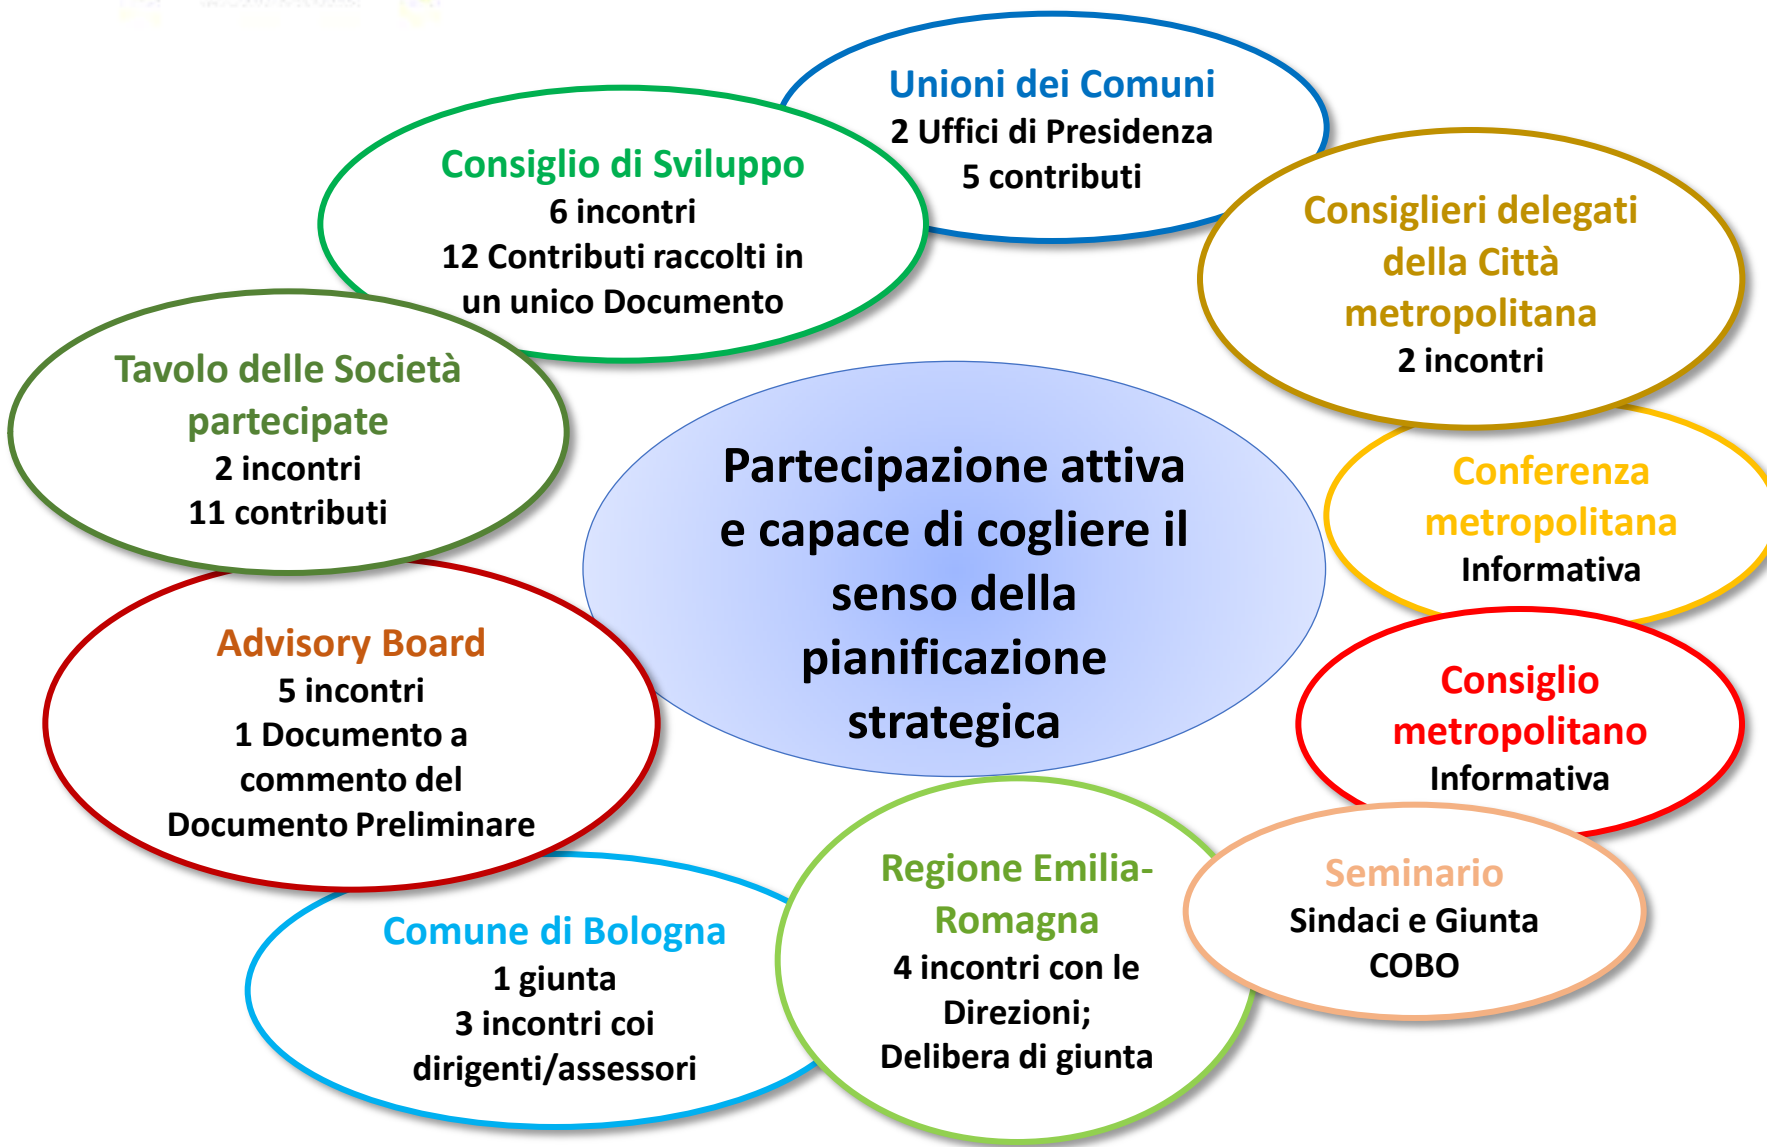 Unioni dei Comuni
2 Uffici di Presidenza
5 contributi
Consiglio di Sviluppo
6 incontri
12 Contributi raccolti in
un unico Documento
Consiglieri delegati
della Città
metropolitana
2 incontri
Tavolo delle Società
partecipate
2 incontri
11 contributi
Partecipazione attiva
e capace di cogliere il
senso della
pianificazione
strategica
Conferenza
metropolitana
Informativa
Advisory Board
5 incontri
1 Documento a
commento del
Documento Preliminare
Consiglio
metropolitano
Informativa
Comune di Bologna
1 giunta
3 incontri coi
dirigenti/assessori
Regione Emilia-
Romagna
4 incontri con le
Direzioni;
Delibera di giunta
Seminario
Sindaci e Giunta
COBO